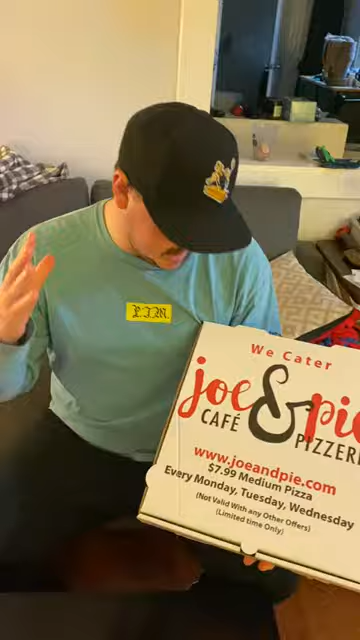 P.I.M.
We Cater
joe & pie
CAFÉ PIZZERI
www.joeandpie.com
$7.99 Medium Pizza
Every Monday, Tuesday, Wednesday
(Not Valid with any Other Offers)
(Limited time Only)